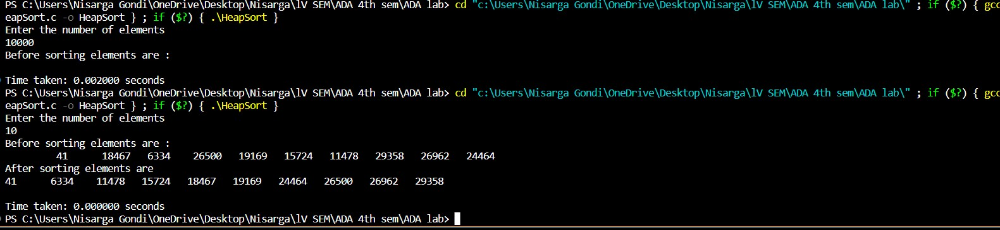 PS C:\Users\Nisarga Gondi\OneDrive\Desktop\Nisarga\lV SEM\ADA 4th sem\ADA lab> cd "c:\Users\Nisarga Gondi\OneDrive\Desktop\Nisarga\lV SEM\ADA 4th sem\ADA lab\" ; if ($?) { gcc
eapSort.c -o HeapSort } ; if ($?) { .\HeapSort }
Enter the number of elements
10000
Before sorting elements are :
Time taken: 0.002000 seconds
PS C:\Users\Nisarga Gondi\OneDrive\Desktop\Nisarga\lV SEM\ADA 4th sem\ADA lab> cd "c:\Users\Nisarga Gondi\OneDrive\Desktop\Nisarga\lV SEM\ADA 4th sem\ADA lab\" ; if ($?) { gcc
eapSort.c -o HeapSort } ; if ($?) { .\HeapSort }
Enter the number of elements
10
Before sorting elements are :
41 18467 6334 26500 19169 15724 11478 29358 26962 24464
After sorting elements are
41 6334 11478 15724 18467 19169 24464 26500 26962 29358
Time taken: 0.000000 seconds
PS C:\Users\Nisarga Gondi\OneDrive\Desktop\Nisarga\lV SEM\ADA 4th sem\ADA lab>